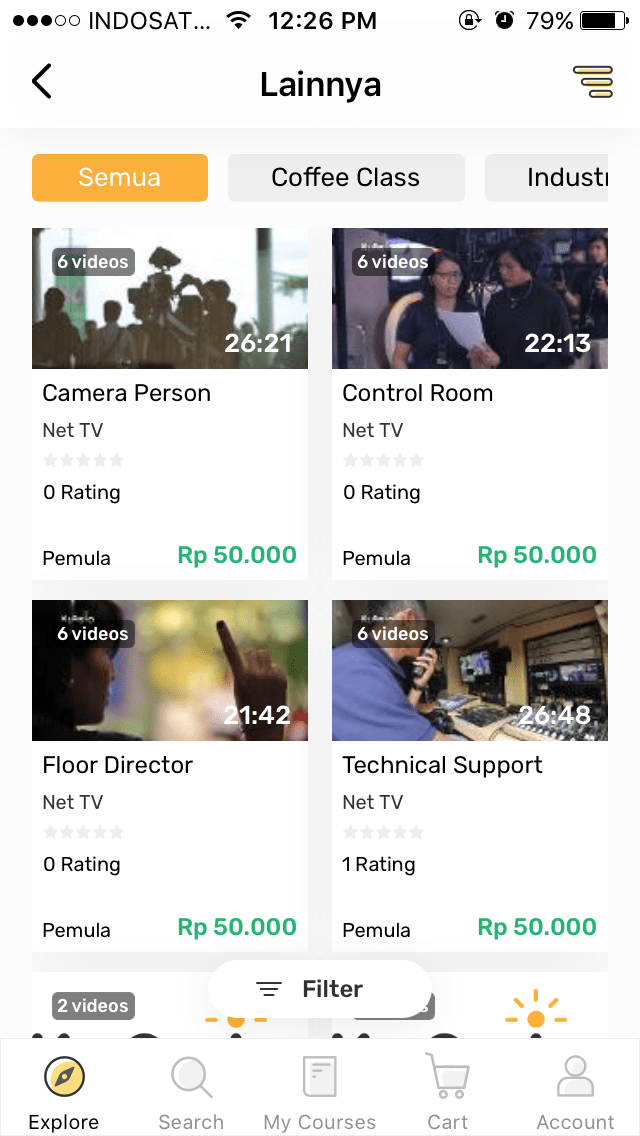 INDOSAT... 12:26 PM 79%
Lainnya
Semua Coffee Class Industr
6 videos
26:21
6 videos
22:13
Camera Person
Net TV
0 Rating
Pemula Rp 50.000
Control Room
Net TV
0 Rating
Pemula Rp 50.000
6 videos
21:42
6 videos
26:48
Floor Director
Net TV
0 Rating
Pemula Rp 50.000
Technical Support
Net TV
1 Rating
Pemula Rp 50.000
2 videos
Filter
Explore Search My Courses Cart Account